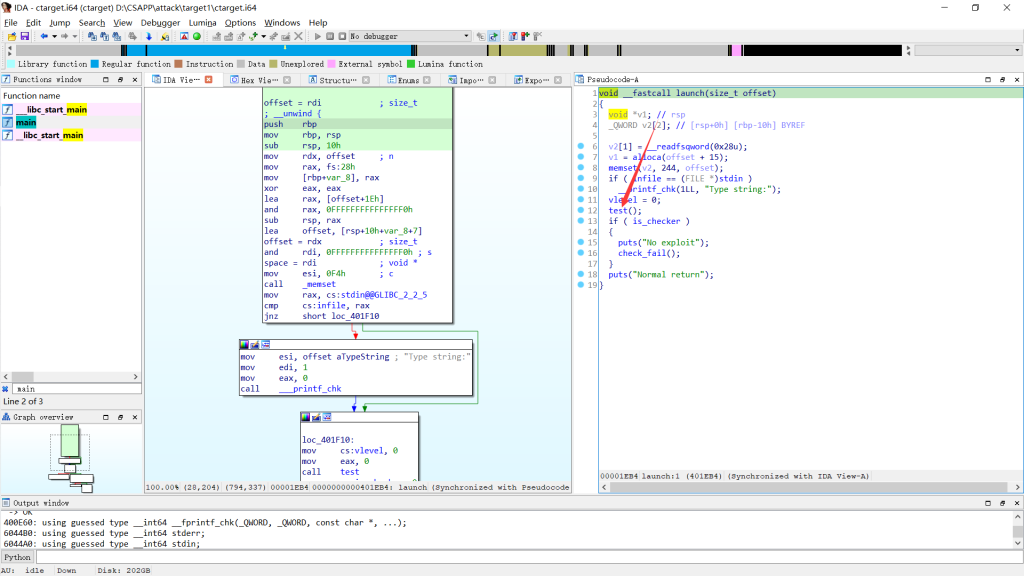 IDA - ctarget.i64 (ctarget) D:\CSAPP\attack\target1\ctarget.i64
File Edit Jump Search View Debugger Lumina Options Windows Help
No debugger
Library function Regular function Instruction Data Unexplored External symbol Lumina function
Functions window
IDA Vie… Hex Vie… Structu… Enums Impo… Expo…
Pseudocode-A
Function name
f __libc_start_main
f main
f __libc_start_main
main
Line 2 of 3
Graph overview
offset = rdi ; size_t
; __unwind {
push rbp
mov rbp, rsp
sub rsp, 10h
mov rdx, offset ; n
mov rax, fs:28h
mov [rbp+var_8], rax
xor eax, eax
lea rax, [offset+1Eh]
and rax, 0FFFFFFFFFFFFFFF0h
sub rsp, rax
lea offset, [rsp+10h+var_8+7]
offset = rdx ; size_t
and rdi, 0FFFFFFFFFFFFFFF0h ; s
space = rdi ; void *
mov esi, 0F4h ; c
call _memset
mov rax, cs:stdin@@GLIBC_2_2_5
cmp cs:infile, rax
jnz short loc_401F10
mov esi, offset aTypeString ; "Type string:"
mov edi, 1
mov eax, 0
call ___printf_chk
loc_401F10:
mov cs:vlevel, 0
mov eax, 0
call test
100.00% (28,204) (794,337) 00001EB4 0000000000401EB4: launch (Synchronized with Pseudocode
1 void __fastcall launch(size_t offset)
2 {
3 void *v1; // rsp
4 _QWORD v2[2]; // [rsp+0h] [rbp-10h] BYREF
5
6 v2[1] = __readfsqword(0x28u);
7 v1 = alloca(offset + 15);
8 memset(v2, 244, offset);
9 if ( infile == (FILE *)stdin )
10 __printf_chk(1LL, "Type string:");
11 vlevel = 0;
12 test();
13 if ( is_checker )
14 {
15 puts("No exploit");
16 check_fail();
17 }
18 puts("Normal return");
19 }
00001EB4 launch:1 (401EB4) (Synchronized with IDA View-A)
Output window
-> OK
400E60: using guessed type __int64 __fprintf_chk(_QWORD, _QWORD, const char *, ...);
6044B0: using guessed type __int64 stderr;
6044A0: using guessed type __int64 stdin;
Python
AU: idle Down Disk: 202GB